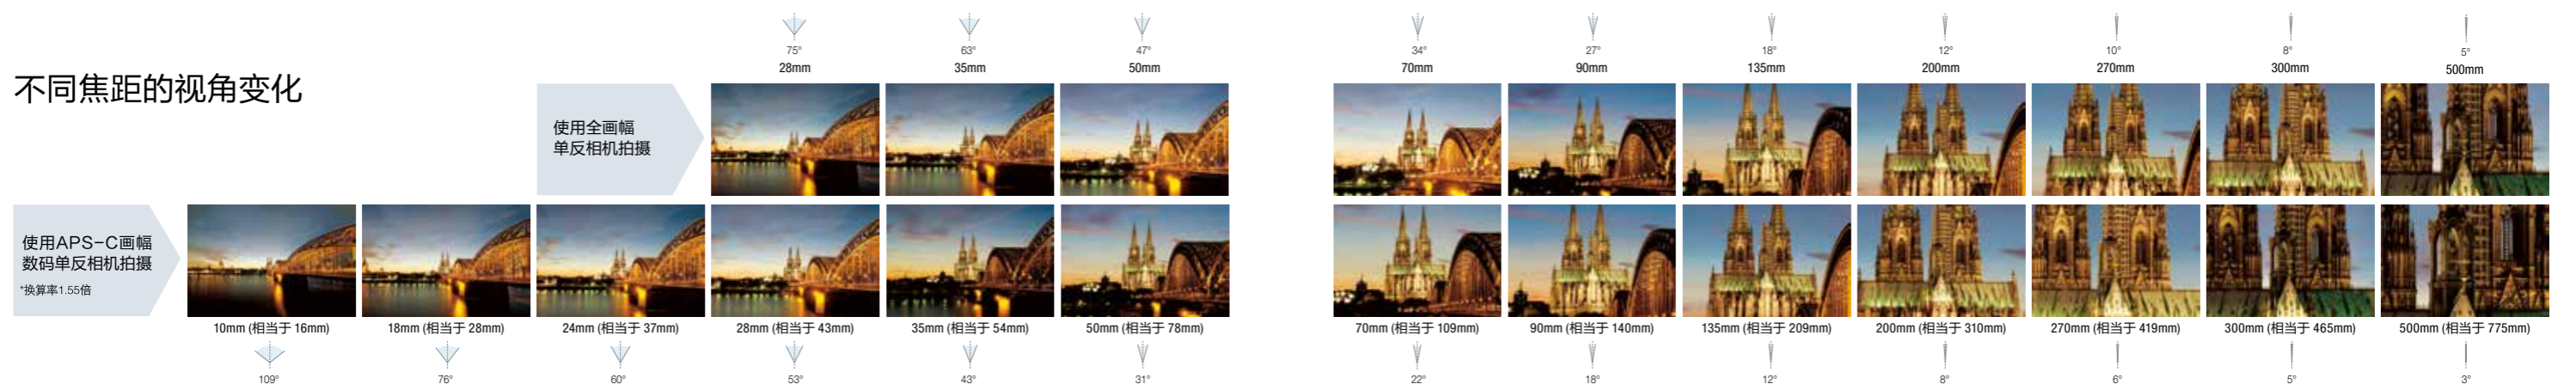 75°
63°
47°
34°
27°
18°
12°
10°
8°
5°
28mm
35mm
50mm
70mm
90mm
135mm
200mm
270mm
300mm
500mm
不同焦距的视角变化
使用全画幅
单反相机拍摄
使用APS-C画幅
数码单反相机拍摄
*换算率1.55倍
10mm (相当于 16mm)
18mm (相当于 28mm)
24mm (相当于 37mm)
28mm (相当于 43mm)
35mm (相当于 54mm)
50mm (相当于 78mm)
70mm (相当于 109mm)
90mm (相当于 140mm)
135mm (相当于 209mm)
200mm (相当于 310mm)
270mm (相当于 419mm)
300mm (相当于 465mm)
500mm (相当于 775mm)
109°
76°
60°
53°
43°
31°
22°
18°
12°
8°
6°
5°
3°